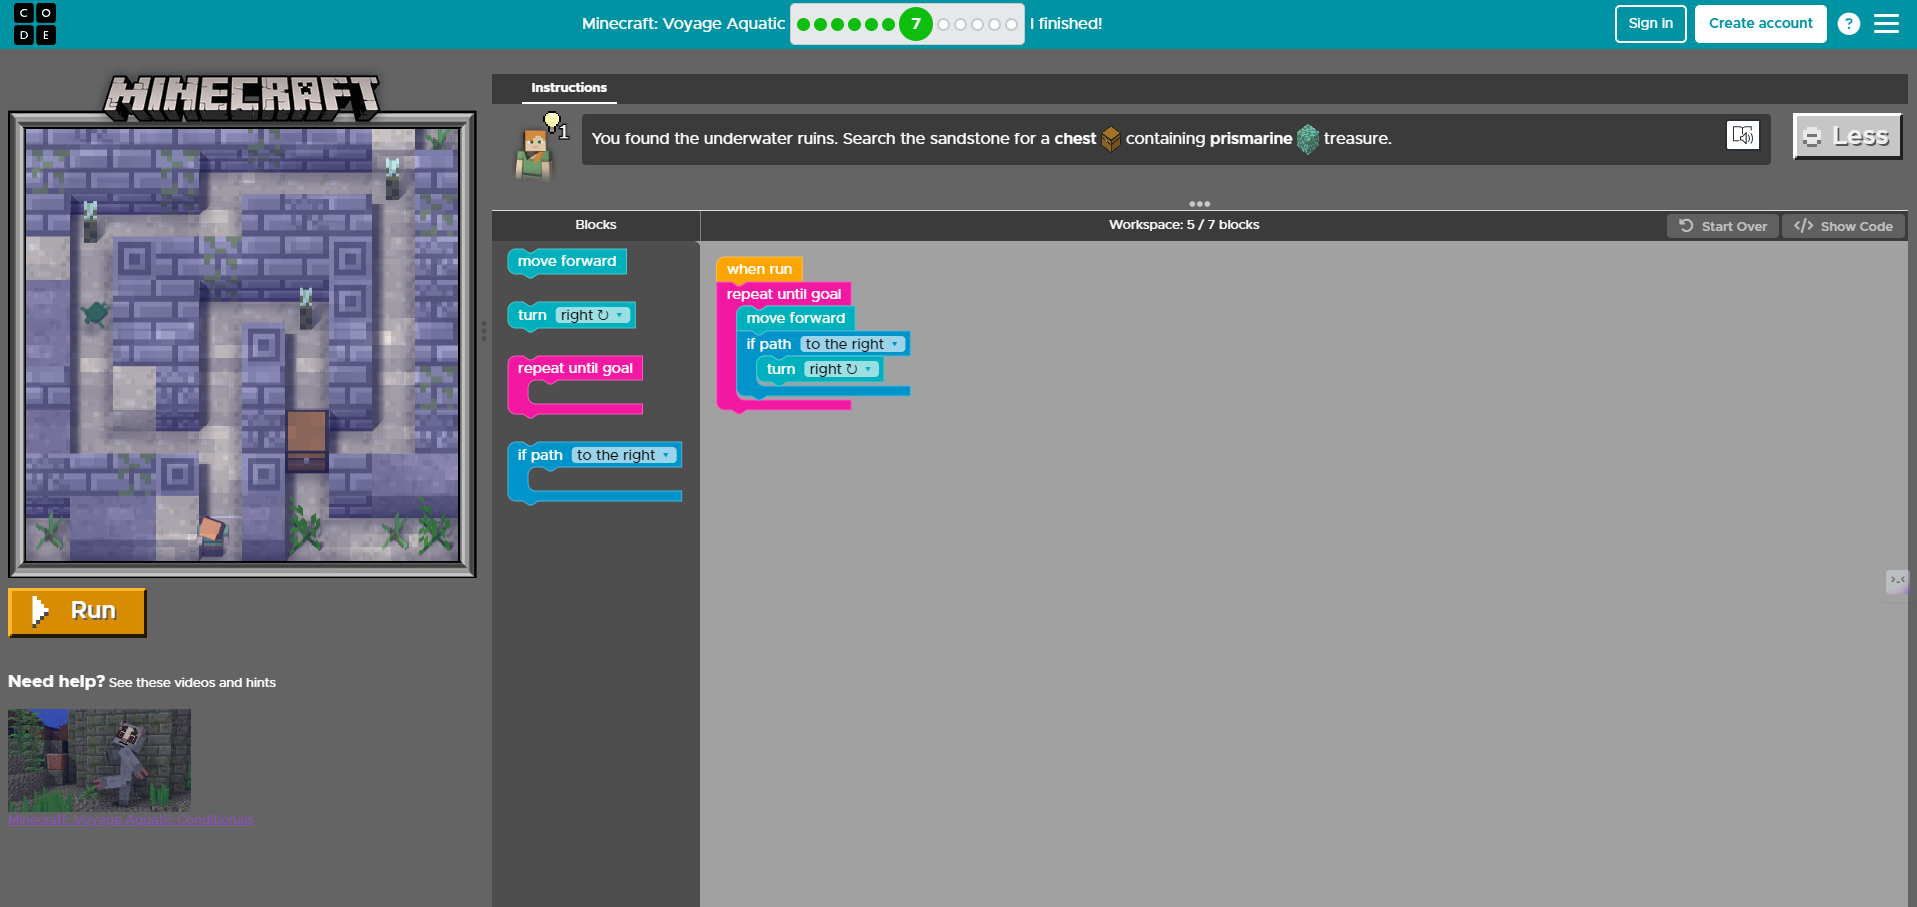 C O
D E
Minecraft: Voyage Aquatic
7
I finished!
Sign in
Create account
?
MINECRAFT
Instructions
1
You found the underwater ruins. Search the sandstone for a chest containing prismarine treasure.
Less
Blocks
Workspace: 5 / 7 blocks
Start Over
</> Show Code
move forward
turn right ↻
repeat until goal
if path to the right
when run
repeat until goal
move forward
if path to the right
turn right ↻
Run
Need help? See these videos and hints
Minecraft: Voyage Aquatic Conditionals